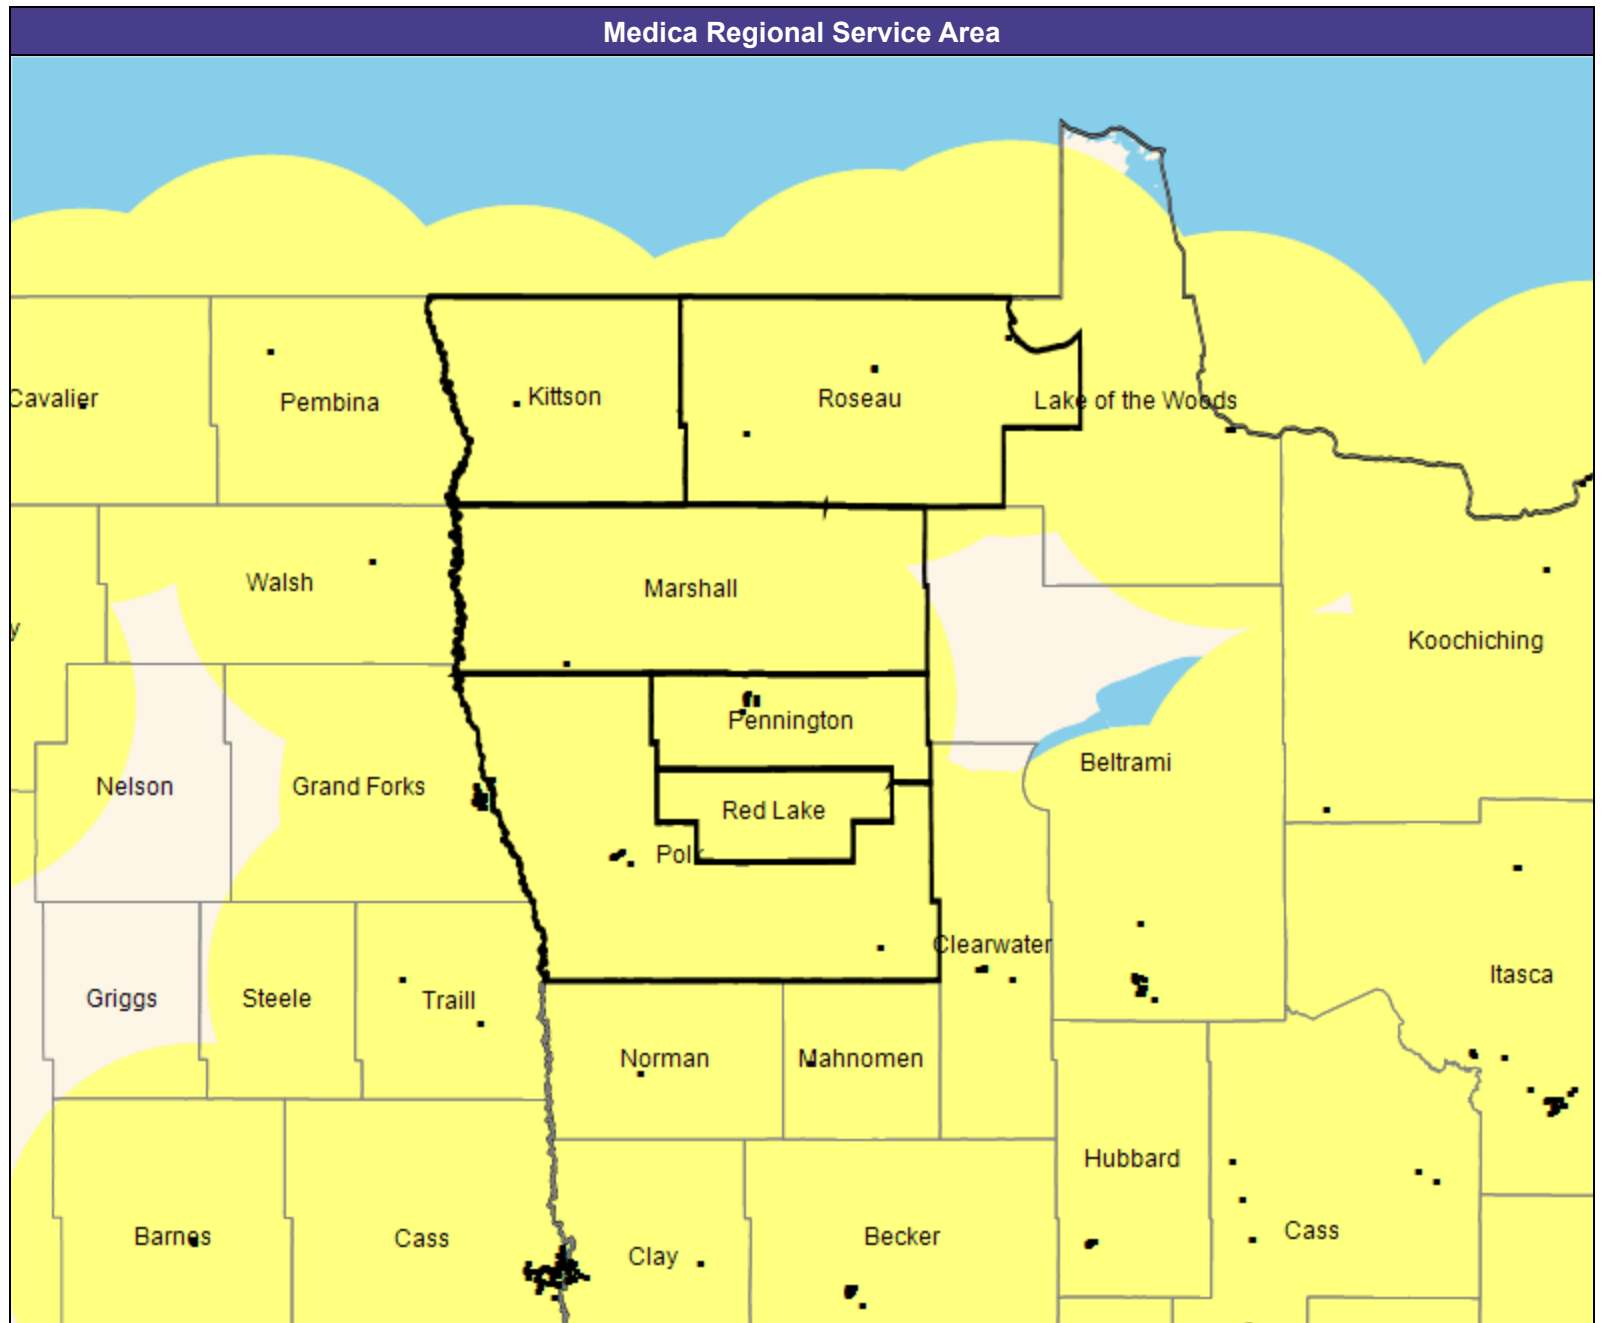 Medica Regional Service Area
Cavalier
Pembina
Kittson
Roseau
Lake of the Woods
Walsh
Marshall
y
Koochiching
Pennington
Beltrami
Nelson
Grand Forks
Red Lake
Polk
Clearwater
Itasca
Griggs
Steele
Traill
Norman
Mahnomen
Hubbard
Barnes
Cass
Clay
Becker
Cass